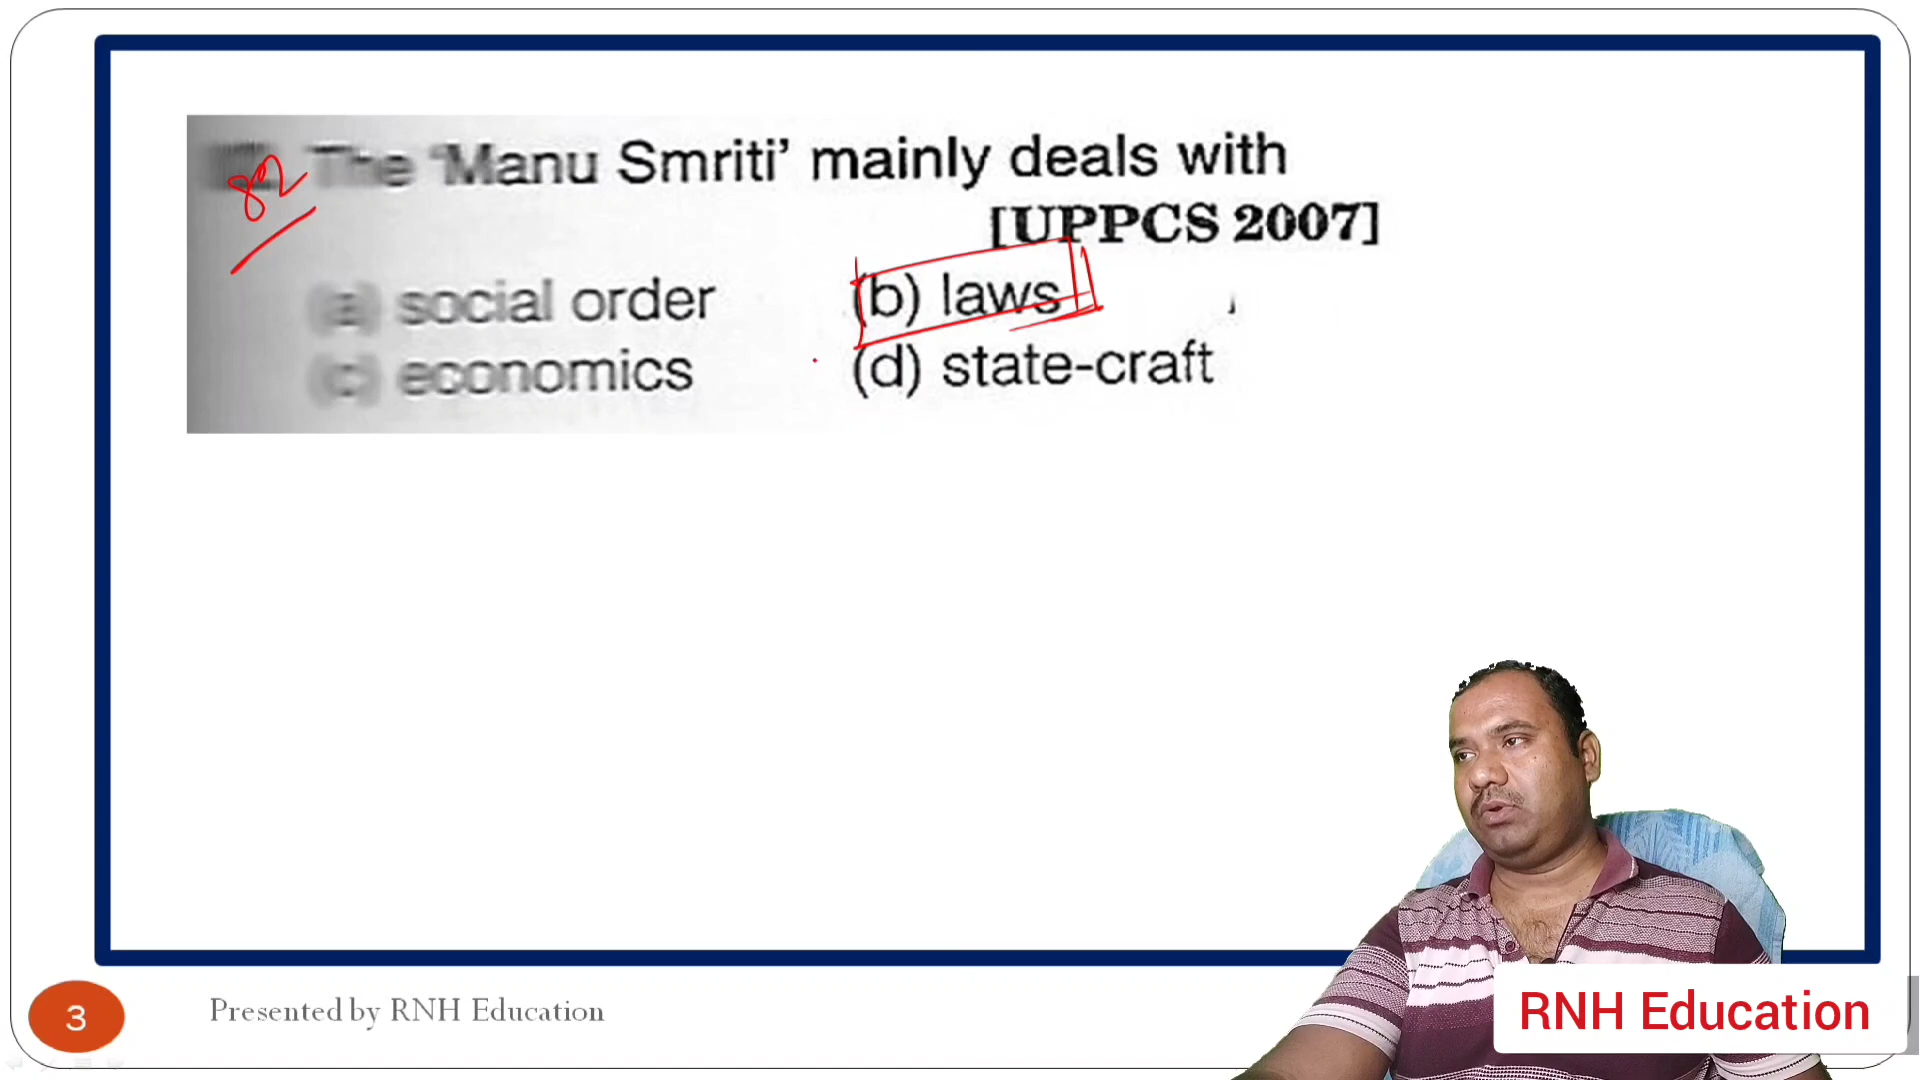 802 The 'Manu Smriti' mainly deals with
[UPPCS 2007]
(a) social order (b) laws
(c) economics (d) state-craft
3 Presented by RNH Education
RNH Education